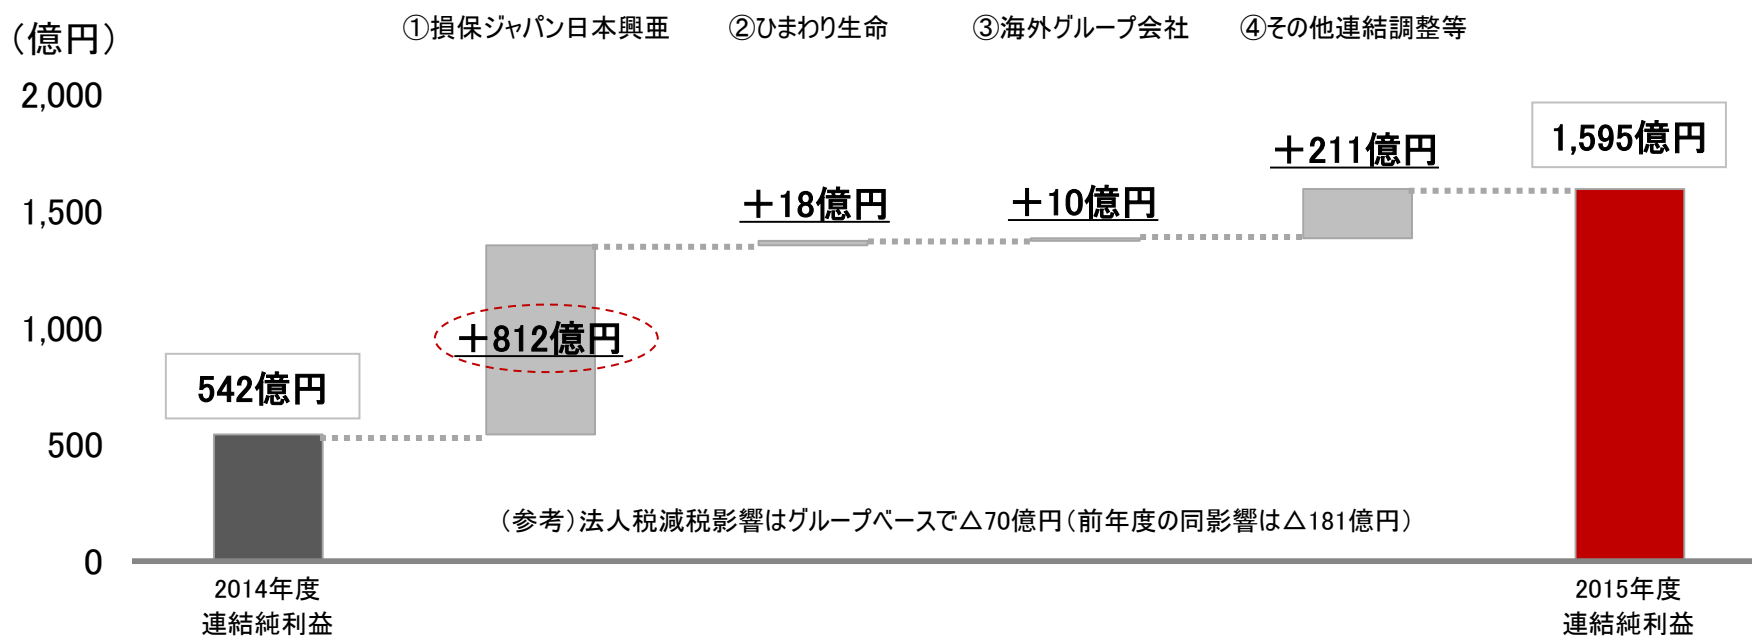 （億円）
①損保ジャパン日本興亜 ②ひまわり生命 ③海外グループ会社 ④その他連結調整等
2,000
1,500
1,000
500
0
542億円
＋812億円
＋18億円
＋10億円
＋211億円
1,595億円
（参考）法人税減税影響はグループベースで△70億円（前年度の同影響は△181億円）
2014年度
連結純利益
2015年度
連結純利益